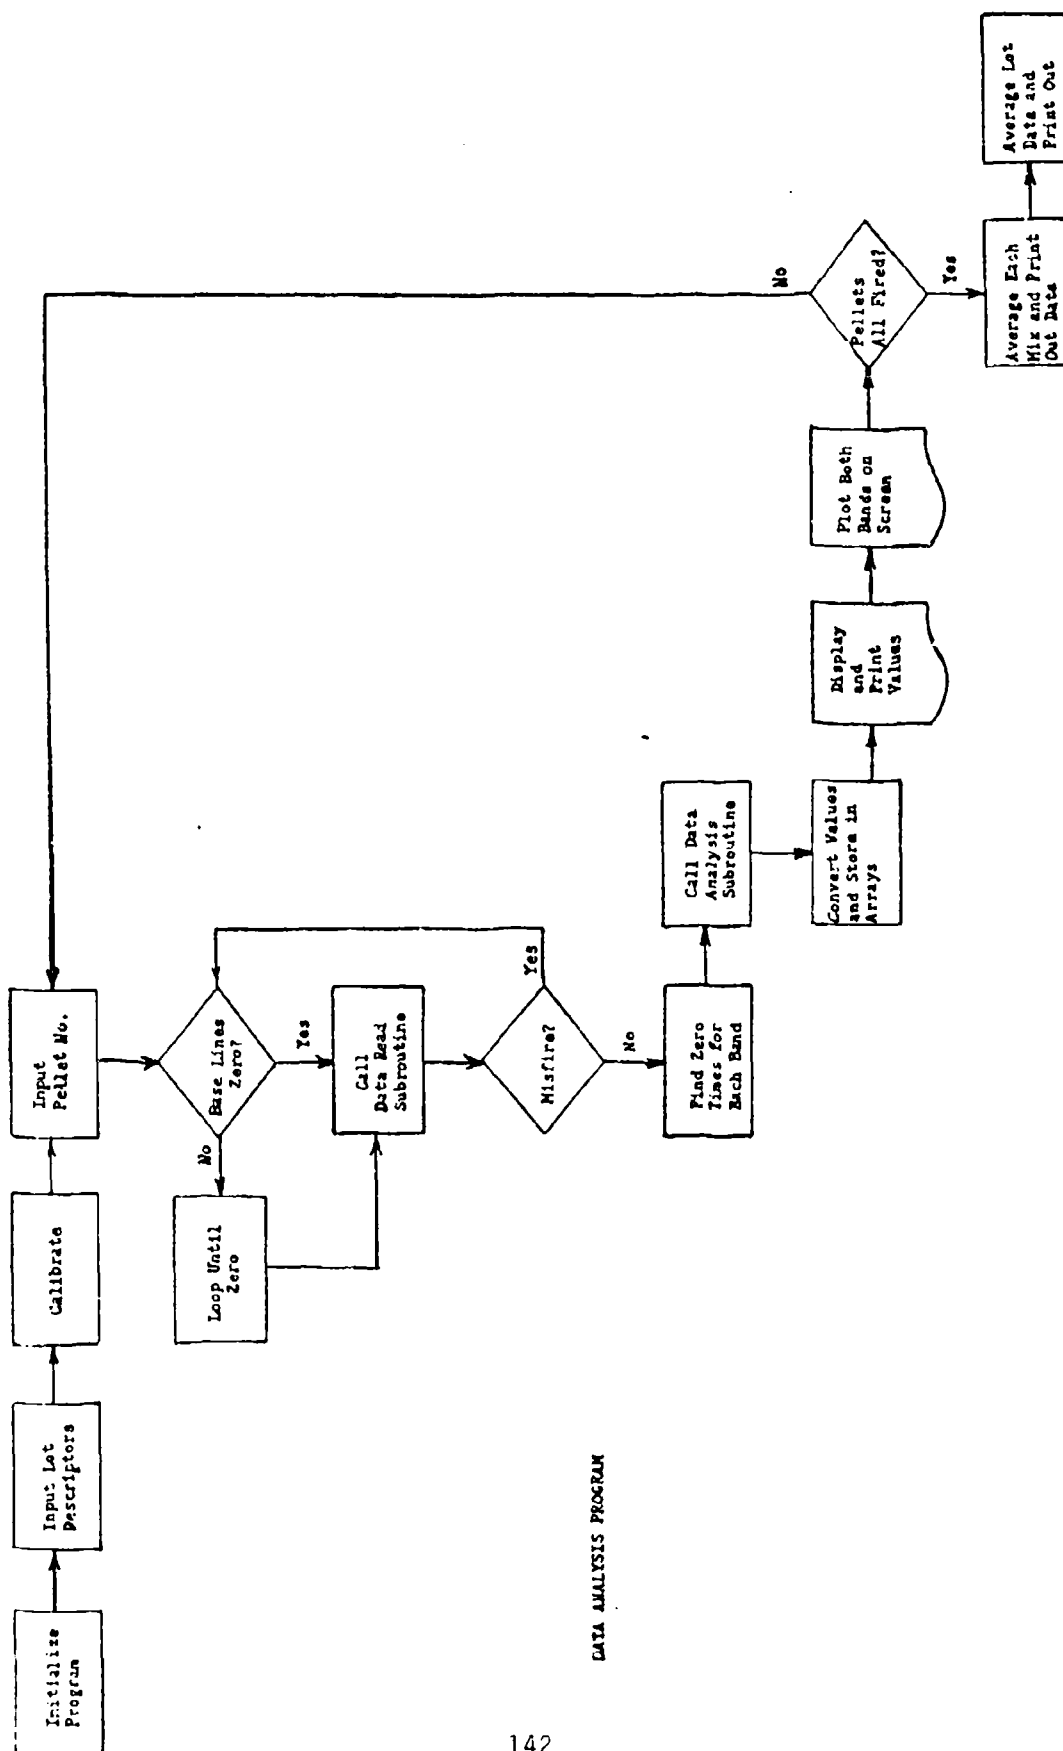 Initialize
Program
Input Lot
Descriptors
Calibrate
Input
Pellet No.
Base Lines
Zero?
No
Yes
Loop Until
Zero
Call
Data Read
Subroutine
Misfire?
Yes
No
Find Zero
Times for
Each Band
Call Data
Analysis
Subroutine
Convert Values
and Store in
Arrays
Display
and
Print
Values
Plot Both
Bands on
Screen
Pellets
All Fired?
No
Yes
Average Each
Mix and Print
Out Data
Average Lot
Data and
Print Out
DATA ANALYSIS PROGRAM
142